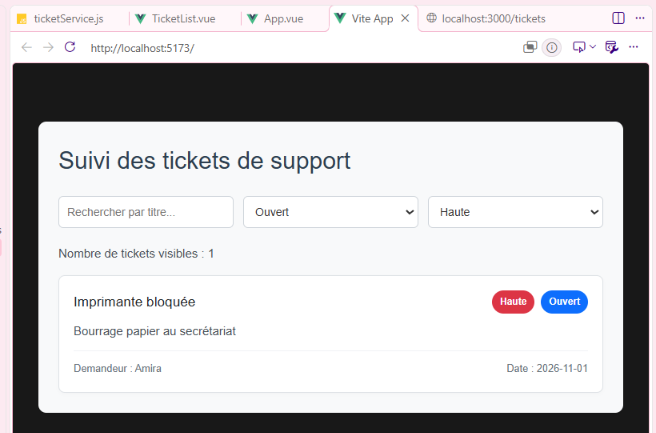 ticketService.js TicketList.vue App.vue Vite App localhost:3000/tickets
http://localhost:5173/
Suivi des tickets de support
Rechercher par titre... Ouvert Haute
Nombre de tickets visibles : 1
Imprimante bloquée Haute Ouvert
Bourrage papier au secrétariat
Demandeur : Amira Date : 2026-11-01